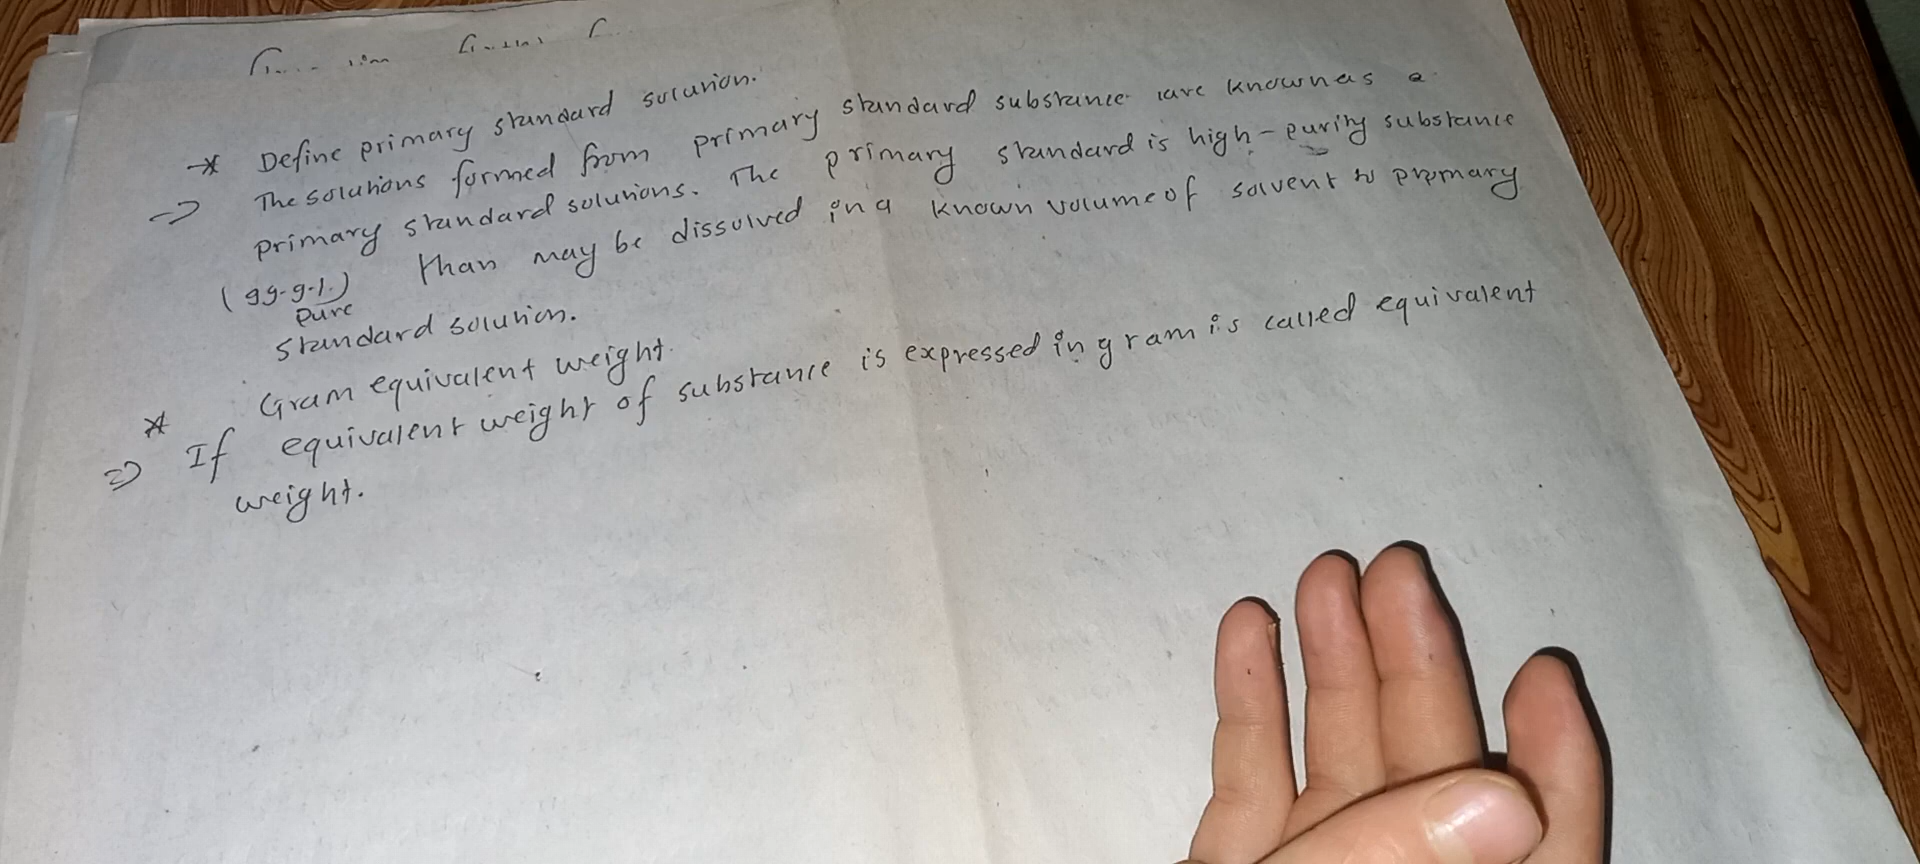 * Define primary standard solution.
=> The solutions formed from primary standard substance are known as a
primary standard solutions. The primary standard is high-purity substance
(99.9%) than may be dissolved in a known volume of solvent to primary
pure
standard solution.
* Gram equivalent weight.
=> If equivalent weight of substance is expressed in gram is called equivalent
weight.